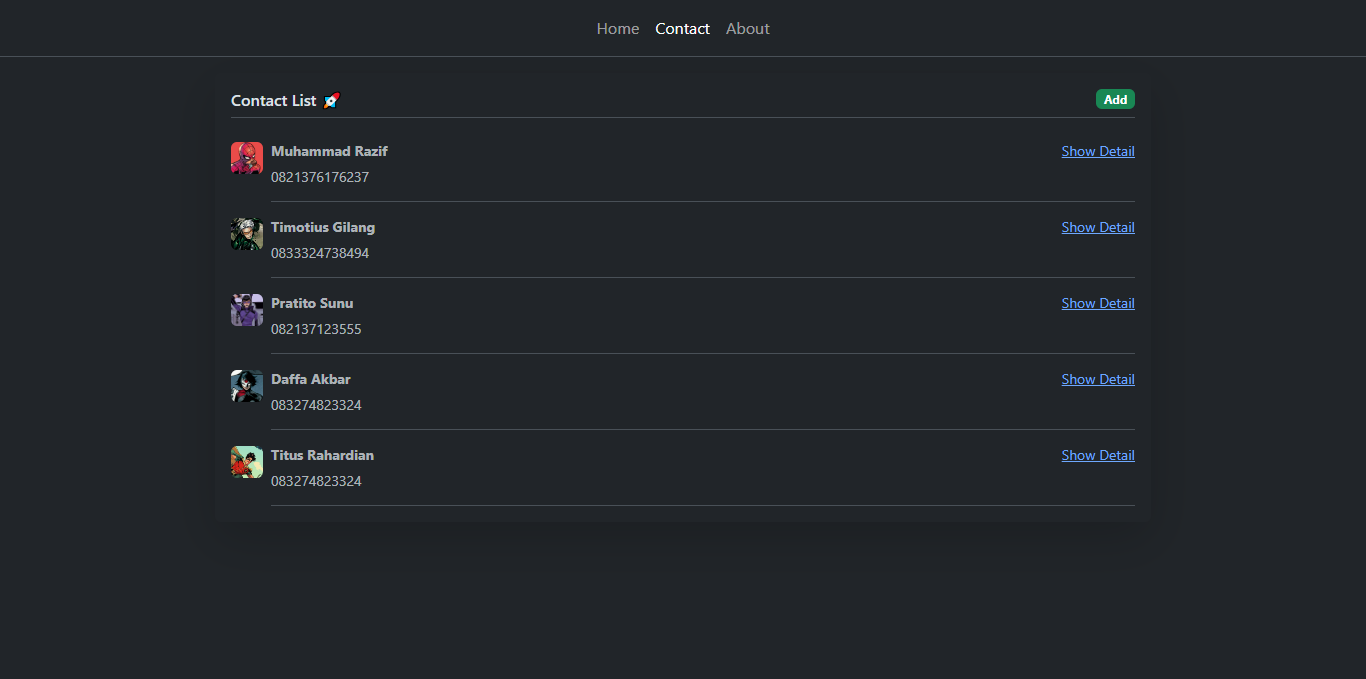 Home Contact About
Contact List 🚀 Add
Muhammad Razif Show Detail
0821376176237
Timotius Gilang Show Detail
0833324738494
Pratito Sunu Show Detail
082137123555
Daffa Akbar Show Detail
083274823324
Titus Rahardian Show Detail
083274823324